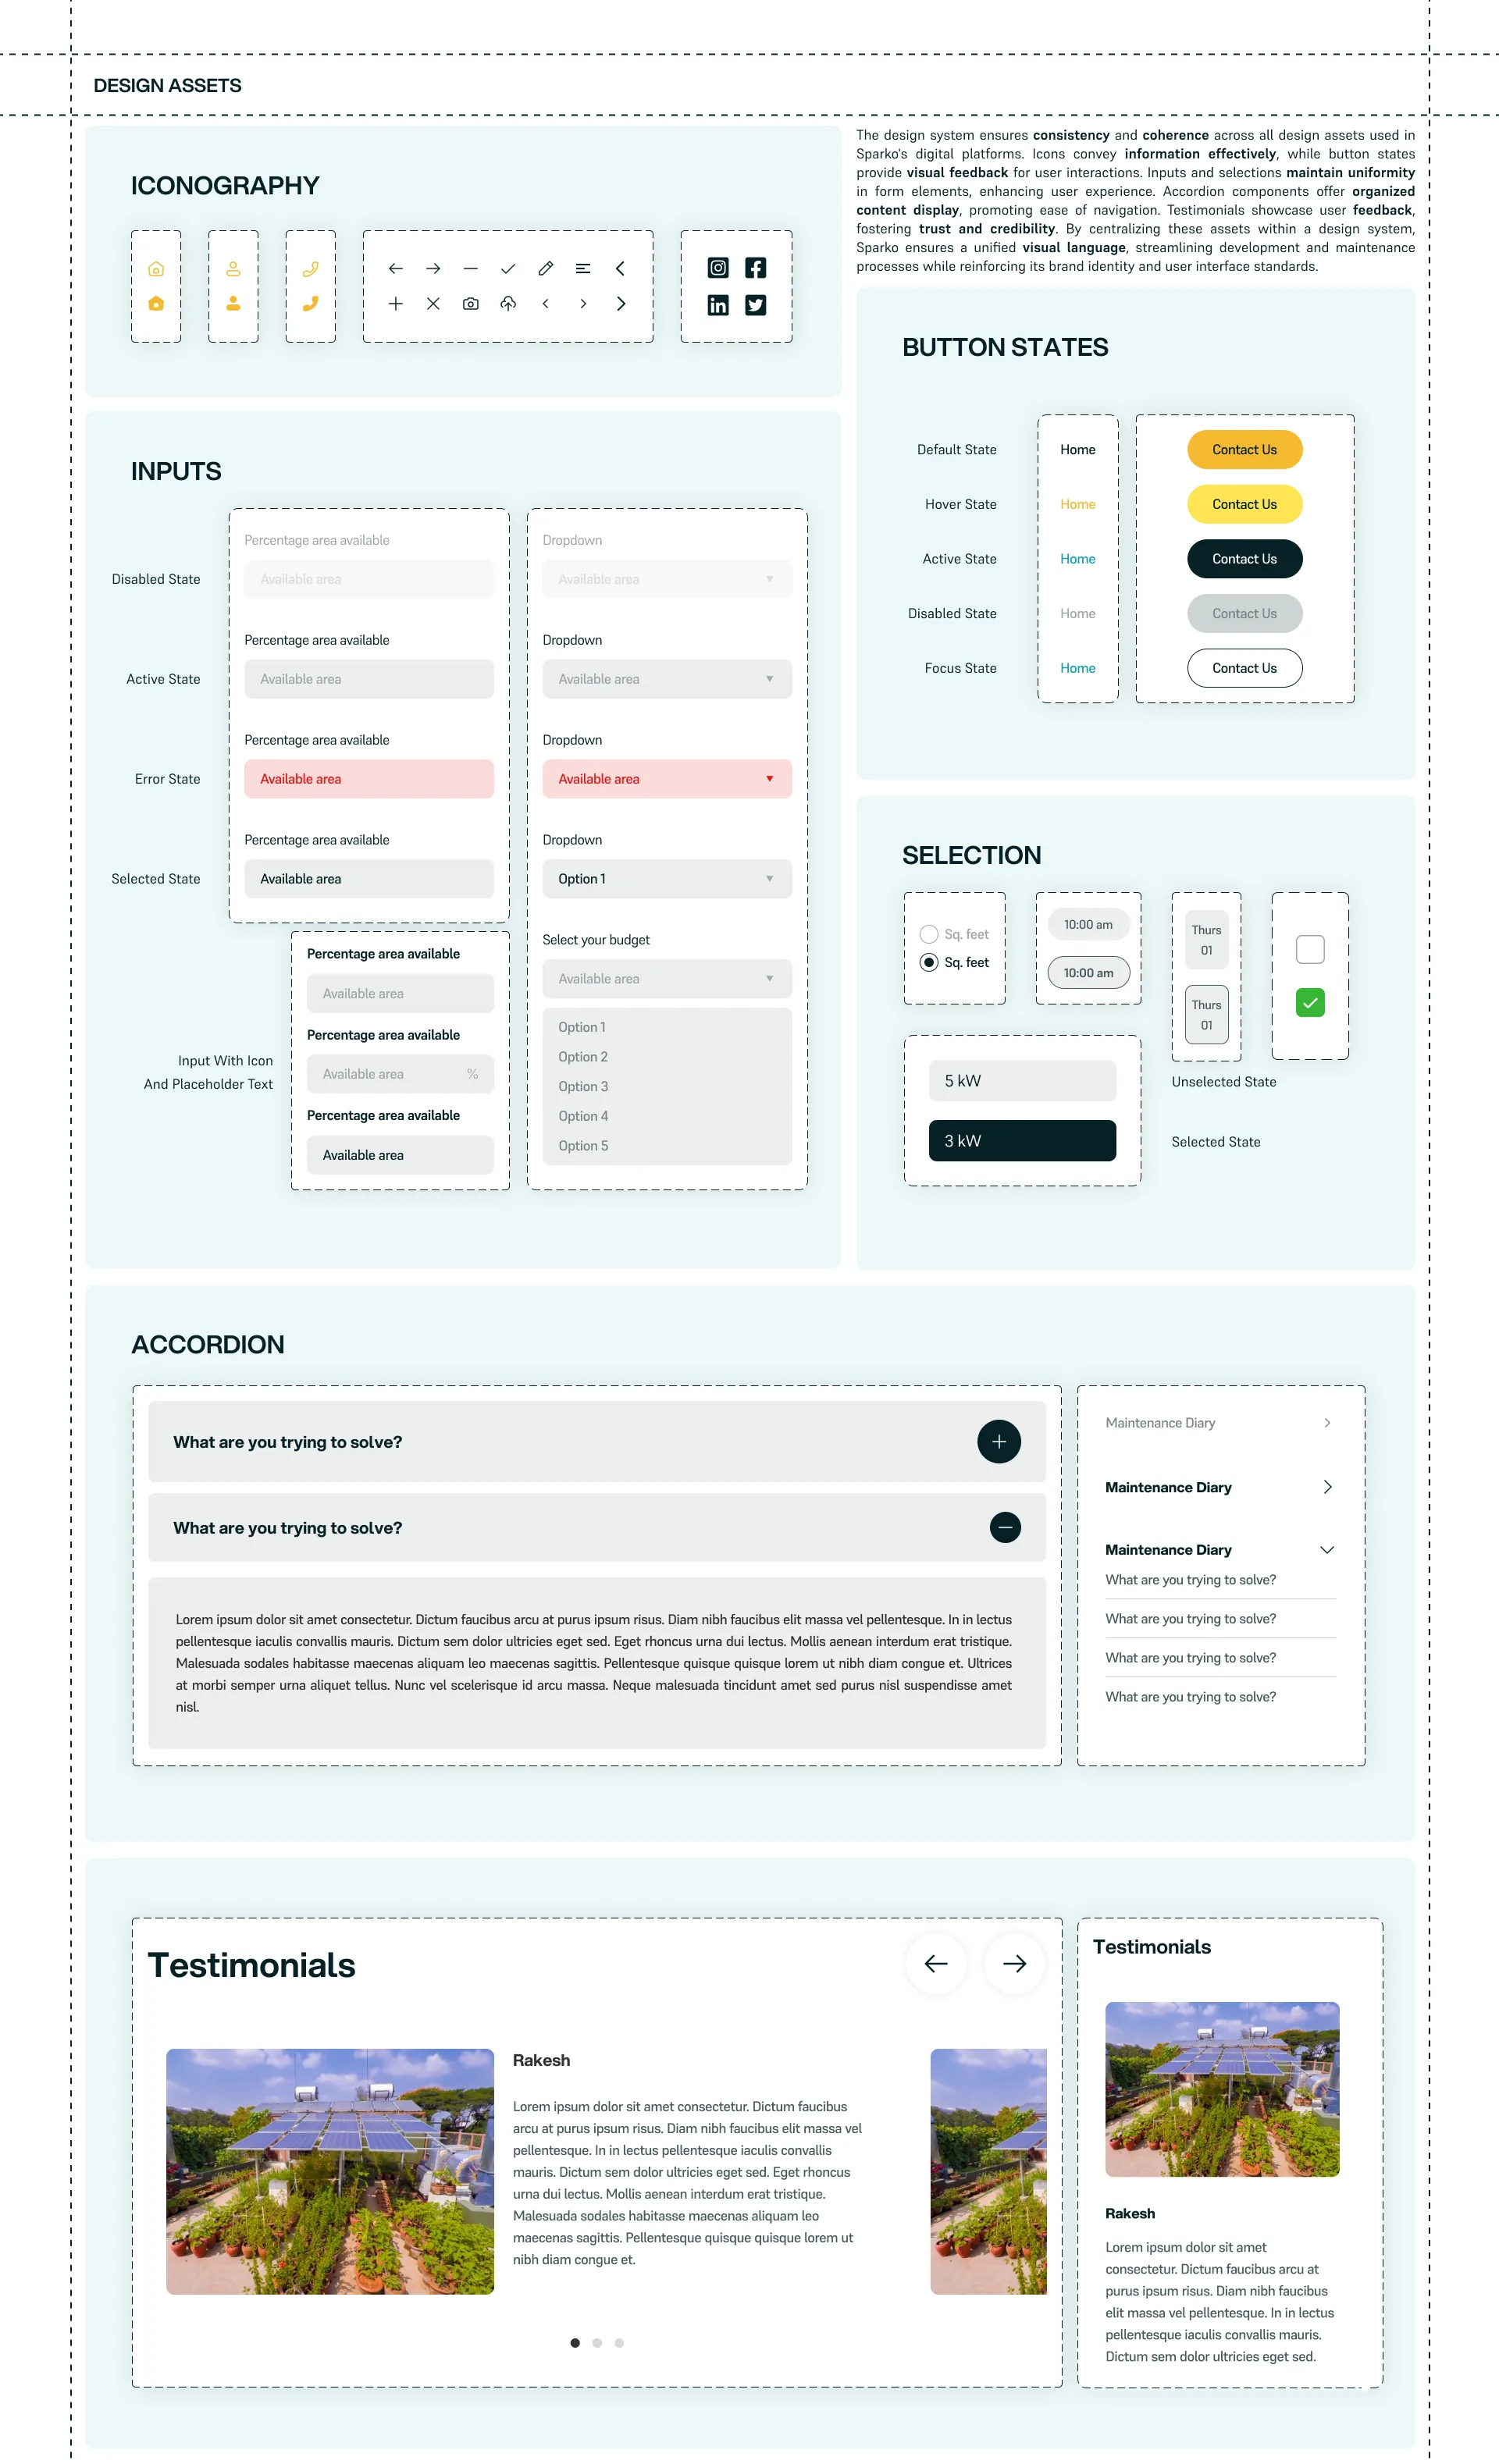 DESIGN ASSETS
ICONOGRAPHY
The design system ensures consistency and coherence across all design assets used in
Sparko's digital platforms. Icons convey information effectively, while button states
provide visual feedback for user interactions. Inputs and selections maintain uniformity
in form elements, enhancing user experience. Accordion components offer organized
content display, promoting ease of navigation. Testimonials showcase user feedback,
fostering trust and credibility. By centralizing these assets within a design system,
Sparko ensures a unified visual language, streamlining development and maintenance
processes while reinforcing its brand identity and user interface standards.
INPUTS
Disabled State
Percentage area available
Available area
Dropdown
Available area
Active State
Percentage area available
Available area
Dropdown
Available area
Error State
Percentage area available
Available area
Dropdown
Available area
Selected State
Percentage area available
Available area
Dropdown
Option 1
Input With Icon
And Placeholder Text
Percentage area available
Available area
Percentage area available
Available area %
Percentage area available
Available area
Select your budget
Available area
Option 1
Option 2
Option 3
Option 4
Option 5
BUTTON STATES
Default State Home Contact Us
Hover State Home Contact Us
Active State Home Contact Us
Disabled State Home Contact Us
Focus State Home Contact Us
SELECTION
Sq. feet
Sq. feet
10:00 am
10:00 am
Thurs
01
Thurs
01
5 kW
3 kW
Unselected State
Selected State
ACCORDION
What are you trying to solve?
What are you trying to solve?
Lorem ipsum dolor sit amet consectetur. Dictum faucibus arcu at purus ipsum risus. Diam nibh faucibus elit massa vel pellentesque. In in lectus
pellentesque iaculis convallis mauris. Dictum sem dolor ultricies eget sed. Eget rhoncus urna dui lectus. Mollis aenean interdum erat tristique.
Malesuada sodales habitasse maecenas aliquam leo maecenas sagittis. Pellentesque quisque quisque lorem ut nibh diam congue et. Ultrices
at morbi semper urna aliquet tellus. Nunc vel scelerisque id arcu massa. Neque malesuada tincidunt amet sed purus nisl suspendisse amet
nisl.
Maintenance Diary
Maintenance Diary
Maintenance Diary
What are you trying to solve?
What are you trying to solve?
What are you trying to solve?
What are you trying to solve?
Testimonials
Rakesh
Lorem ipsum dolor sit amet consectetur. Dictum faucibus
arcu at purus ipsum risus. Diam nibh faucibus elit massa vel
pellentesque. In in lectus pellentesque iaculis convallis
mauris. Dictum sem dolor ultricies eget sed. Eget rhoncus
urna dui lectus. Mollis aenean interdum erat tristique.
Malesuada sodales habitasse maecenas aliquam leo
maecenas sagittis. Pellentesque quisque quisque lorem ut
nibh diam congue et.
Testimonials
Rakesh
Lorem ipsum dolor sit amet
consectetur. Dictum faucibus arcu at
purus ipsum risus. Diam nibh faucibus
elit massa vel pellentesque. In in lectus
pellentesque iaculis convallis mauris.
Dictum sem dolor ultricies eget sed.